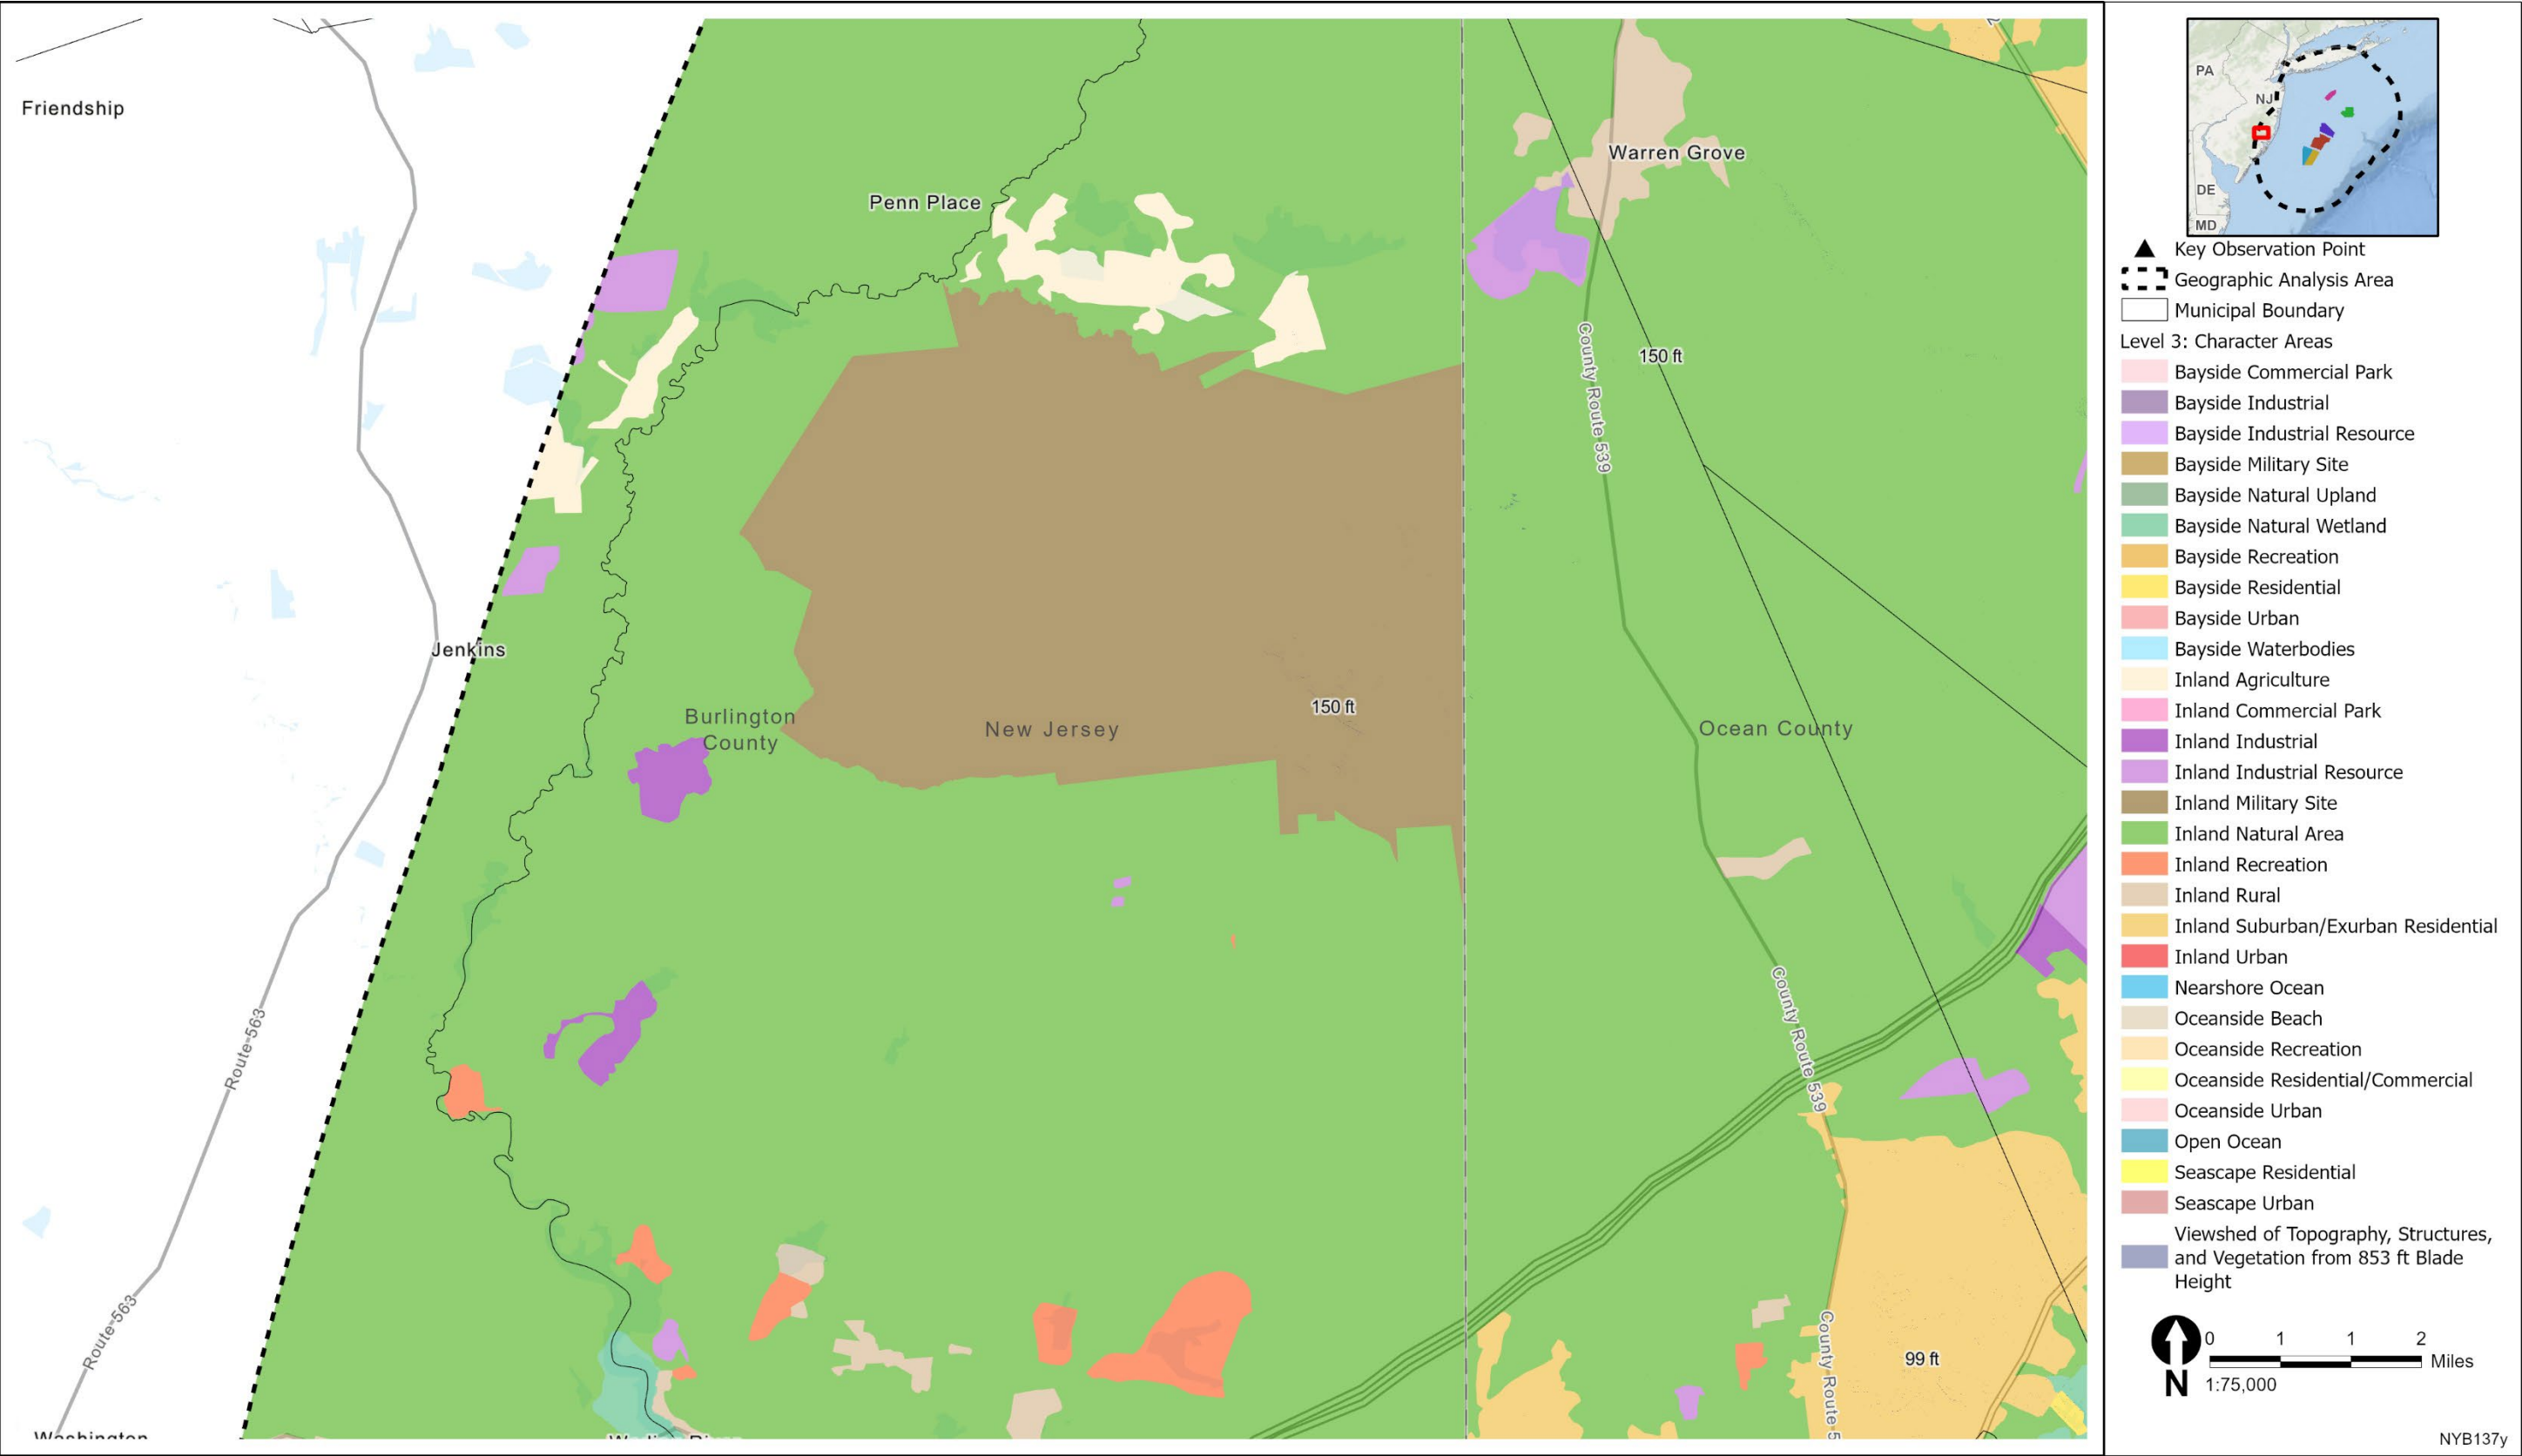 Friendship
Penn Place
Warren Grove
County Route 539
150 ft
Jenkins
Burlington
County
New Jersey
150 ft
Ocean County
County Route 539
Route 563
Route 563
County Route 5
99 ft
Washington
PA
NJ
DE
MD
Key Observation Point
Geographic Analysis Area
Municipal Boundary
Level 3: Character Areas
Bayside Commercial Park
Bayside Industrial
Bayside Industrial Resource
Bayside Military Site
Bayside Natural Upland
Bayside Natural Wetland
Bayside Recreation
Bayside Residential
Bayside Urban
Bayside Waterbodies
Inland Agriculture
Inland Commercial Park
Inland Industrial
Inland Industrial Resource
Inland Military Site
Inland Natural Area
Inland Recreation
Inland Rural
Inland Suburban/Exurban Residential
Inland Urban
Nearshore Ocean
Oceanside Beach
Oceanside Recreation
Oceanside Residential/Commercial
Oceanside Urban
Open Ocean
Seascape Residential
Seascape Urban
Viewshed of Topography, Structures,
and Vegetation from 853 ft Blade
Height
N
0 1 1 2
Miles
1:75,000
NYB137y